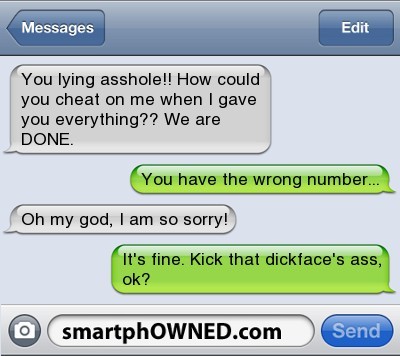 Messages
Edit
You lying asshole!! How could
you cheat on me when I gave
you everything?? We are
DONE.
You have the wrong number...
Oh my god, I am so sorry!
It's fine. Kick that dickface's ass,
ok?
smartphOWNED.com
Send